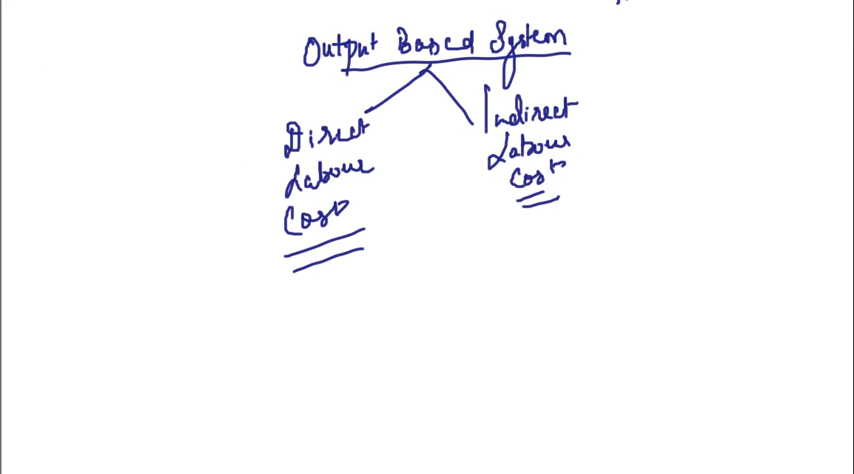 Output Based System
Direct
Labour
Cost
Indirect
Labour
Cost